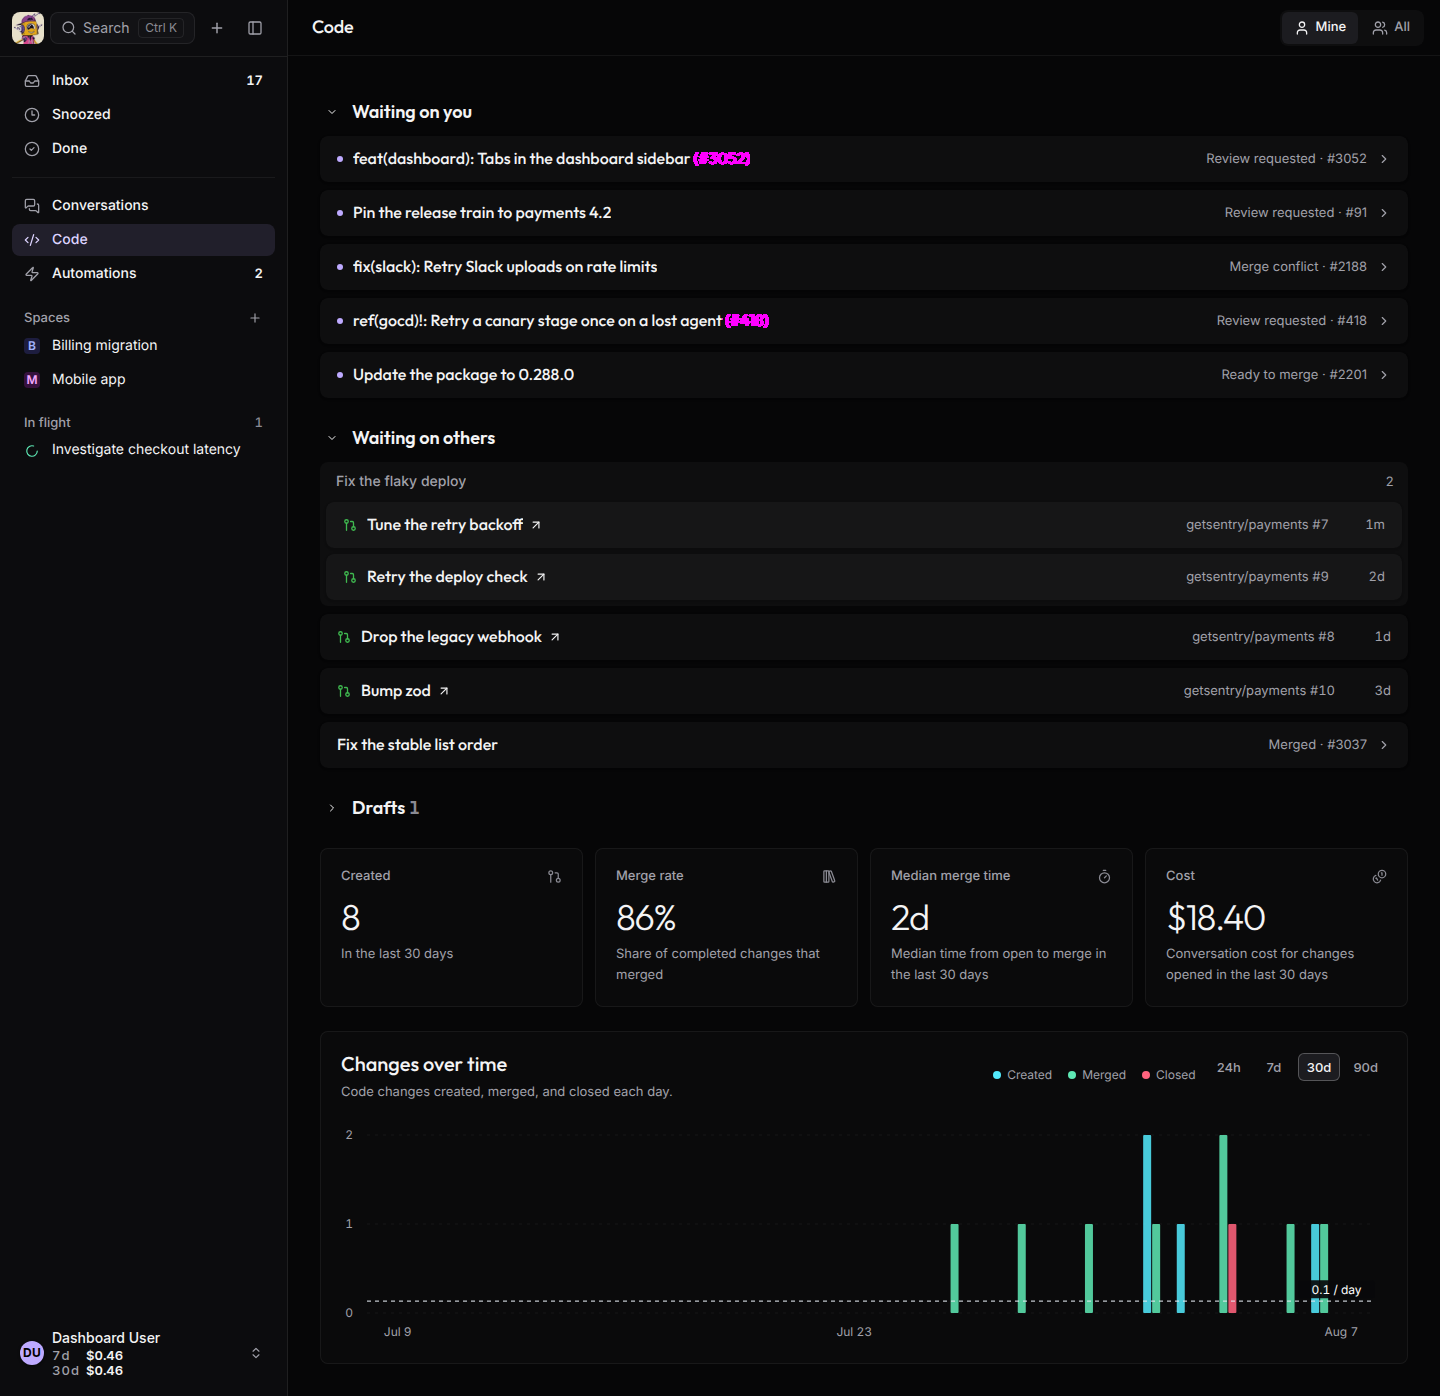 Search Ctrl K
Inbox 17
Snoozed
Done
Conversations
Code
Automations 2
Spaces
B Billing migration
M Mobile app
In flight 1
Investigate checkout latency
DU Dashboard User
7d $0.46
30d $0.46
Code
Mine All
Waiting on you
feat(dashboard): Tabs in the dashboard sidebar (#3052) Review requested · #3052
Pin the release train to payments 4.2 Review requested · #91
fix(slack): Retry Slack uploads on rate limits Merge conflict · #2188
ref(gocd)!: Retry a canary stage once on a lost agent (#418) Review requested · #418
Update the package to 0.288.0 Ready to merge · #2201
Waiting on others
Fix the flaky deploy 2
Tune the retry backoff getsentry/payments #7 1m
Retry the deploy check getsentry/payments #9 2d
Drop the legacy webhook getsentry/payments #8 1d
Bump zod getsentry/payments #10 3d
Fix the stable list order Merged · #3037
Drafts 1
Created
8
In the last 30 days
Merge rate
86%
Share of completed changes that
merged
Median merge time
2d
Median time from open to merge in
the last 30 days
Cost
$18.40
Conversation cost for changes
opened in the last 30 days
Changes over time
Code changes created, merged, and closed each day.
Created Merged Closed 24h 7d 30d 90d
2
1
0
0.1 / day
Jul 9 Jul 23 Aug 7